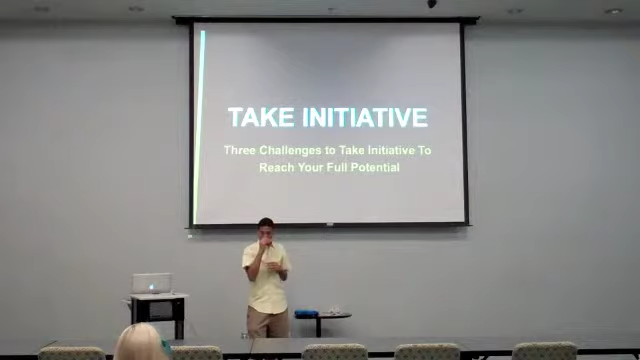 TAKE INITIATIVE
Three Challenges to Take Initiative To
Reach Your Full Potential